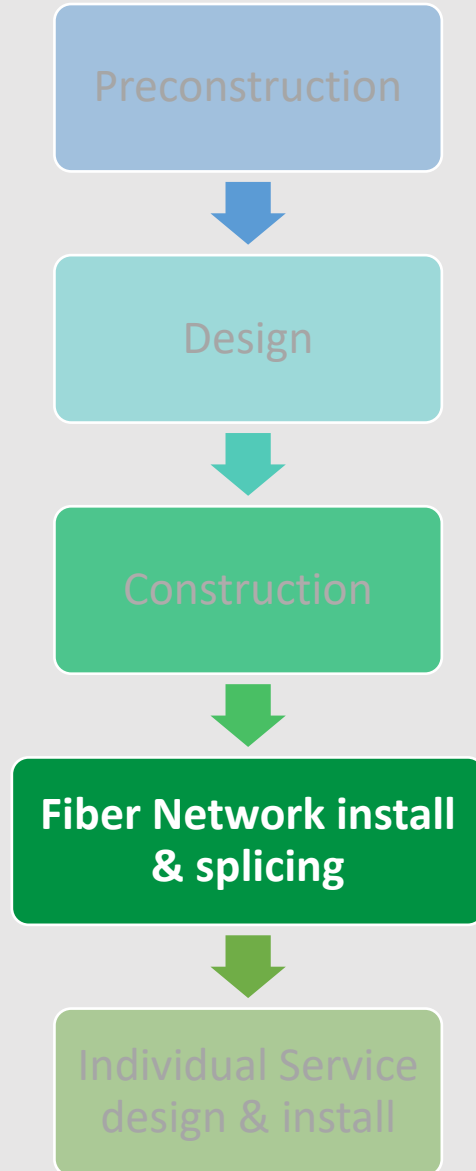 Preconstruction
Design
Construction
Fiber Network install
& splicing
Individual Service
design & install